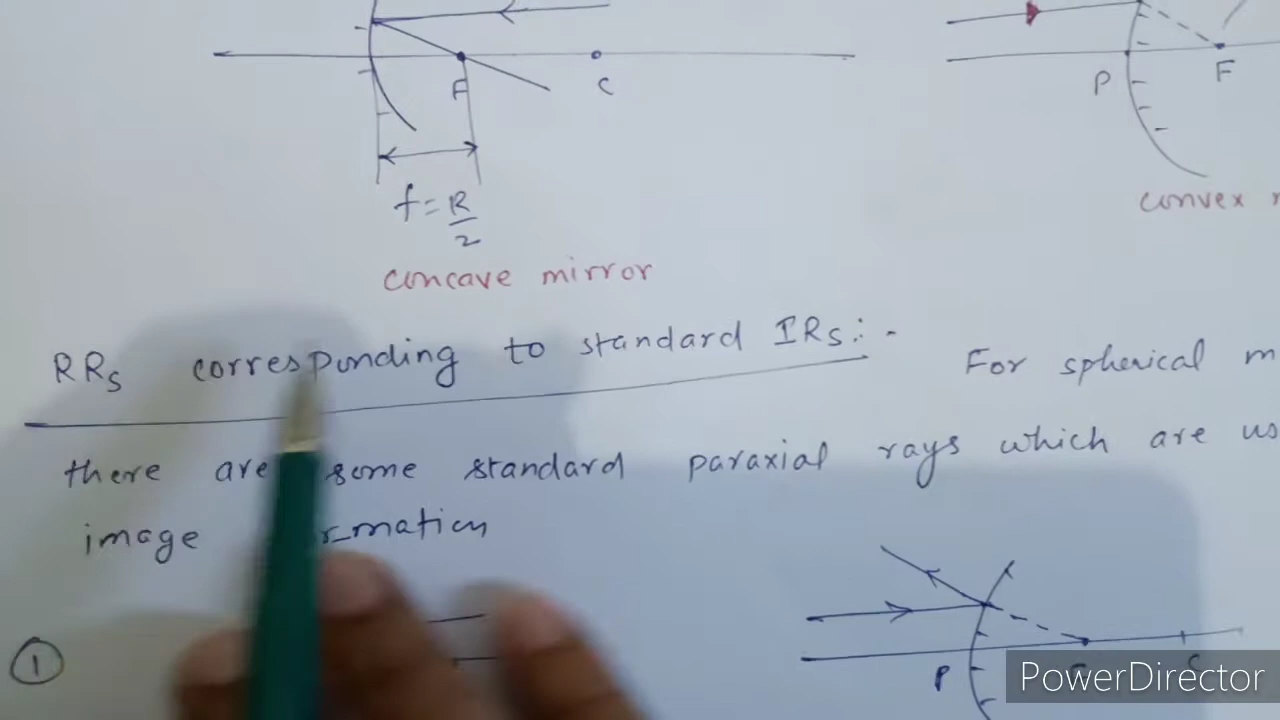 F
C
P
F
f = R/2
convex
concave mirror
RRs corresponding to standard IRs:-
For spherical
there are some standard paraxial rays which are
image
1
P
C
PowerDirector